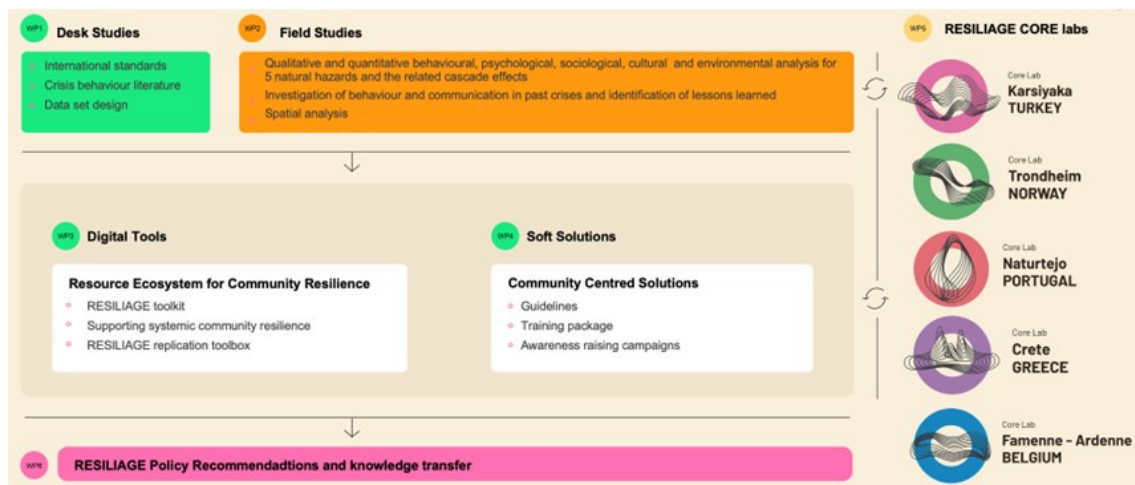 WP1
Desk Studies
International standards
Crisis behaviour literature
Data set design
WP2
Field Studies
Qualitative and quantitative behavioural, psychological, sociological, cultural and environmental analysis for
5 natural hazards and the related cascade effects
Investigation of behaviour and communication in past crises and identification of lessons learned
Spatial analysis
WP3
Digital Tools
Resource Ecosystem for Community Resilience
RESILIAGE toolkit
Supporting systemic community resilience
RESILIAGE replication toolbox
WP4
Soft Solutions
Community Centred Solutions
Guidelines
Training package
Awareness raising campaigns
RESILIAGE Policy Recommendadtions and knowledge transfer
WP5
RESILIAGE CORE labs
Core Lab
Karsiyaka
TURKEY
Core Lab
Trondheim
NORWAY
Core Lab
Naturtejo
PORTUGAL
Core Lab
Crete
GREECE
Core Lab
Famenne - Ardenne
BELGIUM